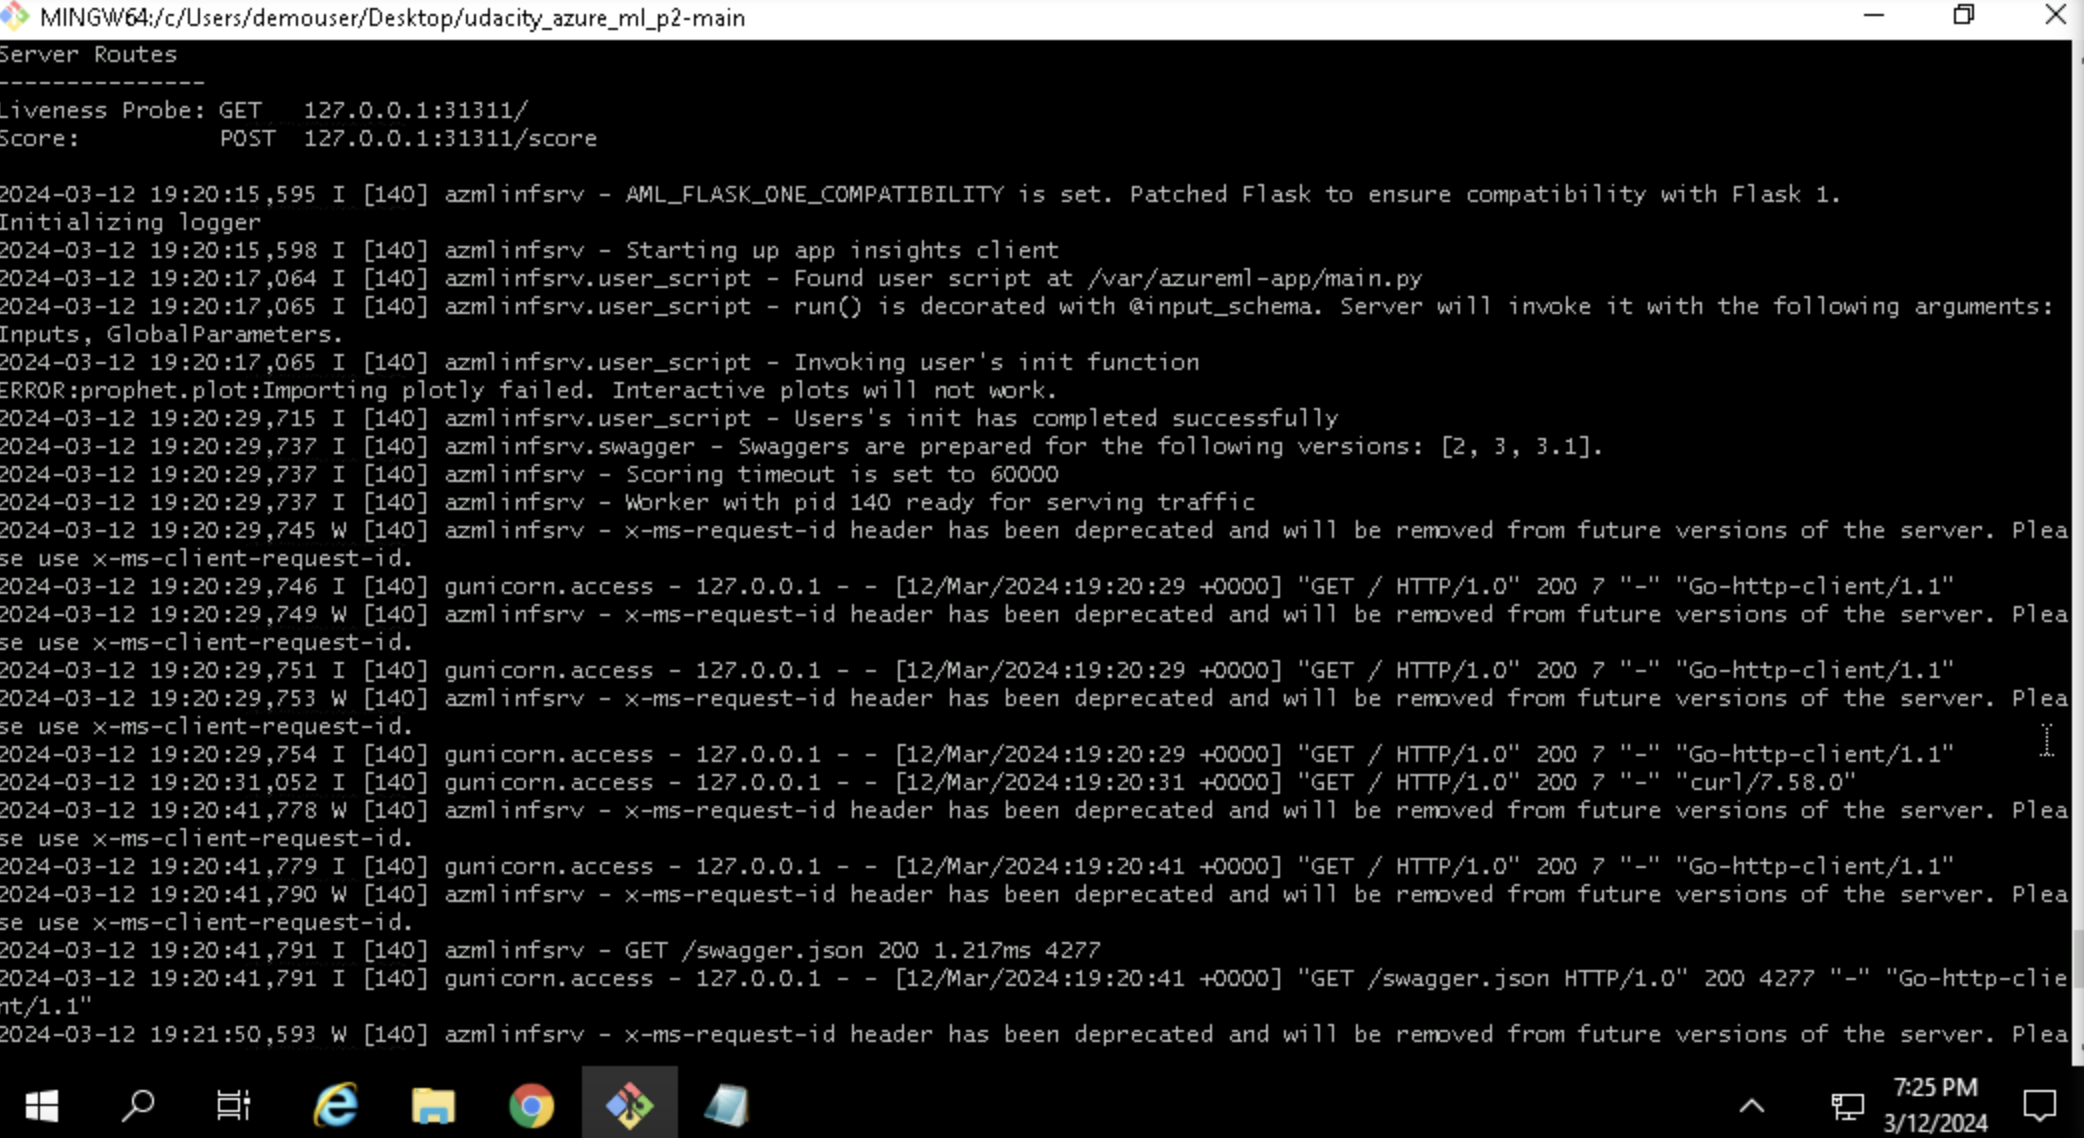 MINGW64:/c/Users/demouser/Desktop/udacity_azure_ml_p2-main
Server Routes
---------------
Liveness Probe: GET   127.0.0.1:31311/
Score:          POST  127.0.0.1:31311/score
2024-03-12 19:20:15,595 I [140] azmlinfsrv - AML_FLASK_ONE_COMPATIBILITY is set. Patched Flask to ensure compatibility with Flask 1.
Initializing logger
2024-03-12 19:20:15,598 I [140] azmlinfsrv - Starting up app insights client
2024-03-12 19:20:17,064 I [140] azmlinfsrv.user_script - Found user script at /var/azureml-app/main.py
2024-03-12 19:20:17,065 I [140] azmlinfsrv.user_script - run() is decorated with @input_schema. Server will invoke it with the following arguments:
Inputs, GlobalParameters.
2024-03-12 19:20:17,065 I [140] azmlinfsrv.user_script - Invoking user's init function
ERROR:prophet.plot:Importing plotly failed. Interactive plots will not work.
2024-03-12 19:20:29,715 I [140] azmlinfsrv.user_script - Users's init has completed successfully
2024-03-12 19:20:29,737 I [140] azmlinfsrv.swagger - Swaggers are prepared for the following versions: [2, 3, 3.1].
2024-03-12 19:20:29,737 I [140] azmlinfsrv - Scoring timeout is set to 60000
2024-03-12 19:20:29,737 I [140] azmlinfsrv - Worker with pid 140 ready for serving traffic
2024-03-12 19:20:29,745 W [140] azmlinfsrv - x-ms-request-id header has been deprecated and will be removed from future versions of the server. Plea
se use x-ms-client-request-id.
2024-03-12 19:20:29,746 I [140] gunicorn.access - 127.0.0.1 - - [12/Mar/2024:19:20:29 +0000] "GET / HTTP/1.0" 200 7 "-" "Go-http-client/1.1"
2024-03-12 19:20:29,749 W [140] azmlinfsrv - x-ms-request-id header has been deprecated and will be removed from future versions of the server. Plea
se use x-ms-client-request-id.
2024-03-12 19:20:29,751 I [140] gunicorn.access - 127.0.0.1 - - [12/Mar/2024:19:20:29 +0000] "GET / HTTP/1.0" 200 7 "-" "Go-http-client/1.1"
2024-03-12 19:20:29,753 W [140] azmlinfsrv - x-ms-request-id header has been deprecated and will be removed from future versions of the server. Plea
se use x-ms-client-request-id.
2024-03-12 19:20:29,754 I [140] gunicorn.access - 127.0.0.1 - - [12/Mar/2024:19:20:29 +0000] "GET / HTTP/1.0" 200 7 "-" "Go-http-client/1.1"
2024-03-12 19:20:31,052 I [140] gunicorn.access - 127.0.0.1 - - [12/Mar/2024:19:20:31 +0000] "GET / HTTP/1.0" 200 7 "-" "curl/7.58.0"
2024-03-12 19:20:41,778 W [140] azmlinfsrv - x-ms-request-id header has been deprecated and will be removed from future versions of the server. Plea
se use x-ms-client-request-id.
2024-03-12 19:20:41,779 I [140] gunicorn.access - 127.0.0.1 - - [12/Mar/2024:19:20:41 +0000] "GET / HTTP/1.0" 200 7 "-" "Go-http-client/1.1"
2024-03-12 19:20:41,790 W [140] azmlinfsrv - x-ms-request-id header has been deprecated and will be removed from future versions of the server. Plea
se use x-ms-client-request-id.
2024-03-12 19:20:41,791 I [140] azmlinfsrv - GET /swagger.json 200 1.217ms 4277
2024-03-12 19:20:41,791 I [140] gunicorn.access - 127.0.0.1 - - [12/Mar/2024:19:20:41 +0000] "GET /swagger.json HTTP/1.0" 200 4277 "-" "Go-http-clie
nt/1.1"
2024-03-12 19:21:50,593 W [140] azmlinfsrv - x-ms-request-id header has been deprecated and will be removed from future versions of the server. Plea
7:25 PM
3/12/2024